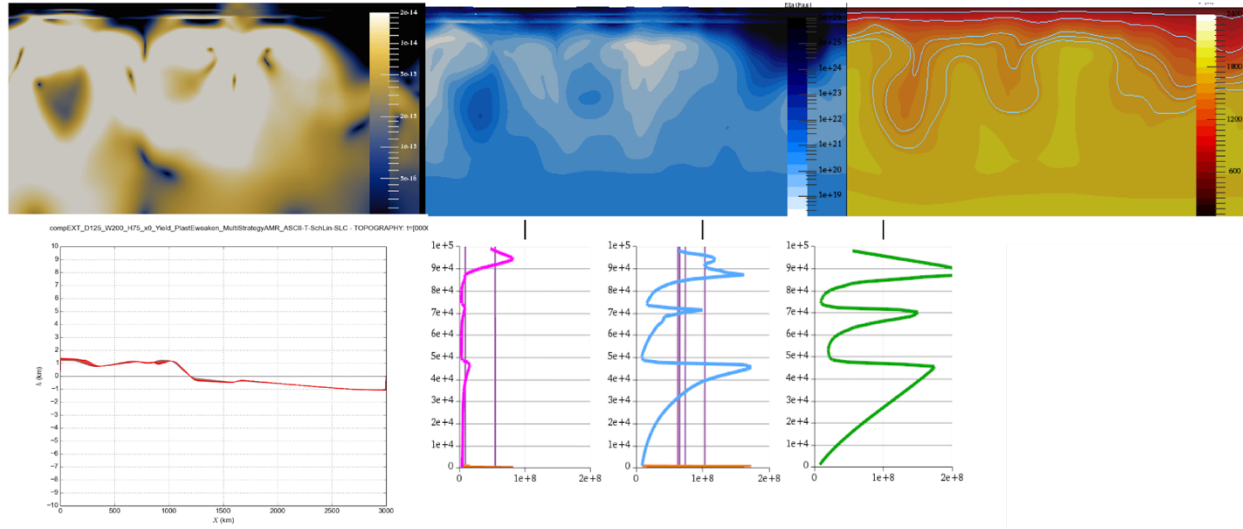 2e-14
1e-14
5e-15
1e-15
5e-16
Eta (Pa.s)
1e+25
1e+24
1e+23
1e+22
1e+21
1e+20
1e+19
2400
1800
1200
600
compEXT_D125_W200_H75_x0_Yield_PlastEweaken_MultiStrategyAMR_ASCII-T-SchLin-SLC - TOPOGRAPHY: t=[000
10
9
8
7
6
5
4
3
2
1
0
−1
−2
−3
−4
−5
−6
−7
−8
−9
−10
h (km)
0 500 1000 1500 2000 2500 3000
X (km)
1e+5
9e+4
8e+4
7e+4
6e+4
5e+4
4e+4
3e+4
2e+4
1e+4
0
0 1e+8 2e+8
1e+5
9e+4
8e+4
7e+4
6e+4
5e+4
4e+4
3e+4
2e+4
1e+4
0
0 1e+8 2e+8
1e+5
9e+4
8e+4
7e+4
6e+4
5e+4
4e+4
3e+4
2e+4
1e+4
0
0 1e+8 2e+8